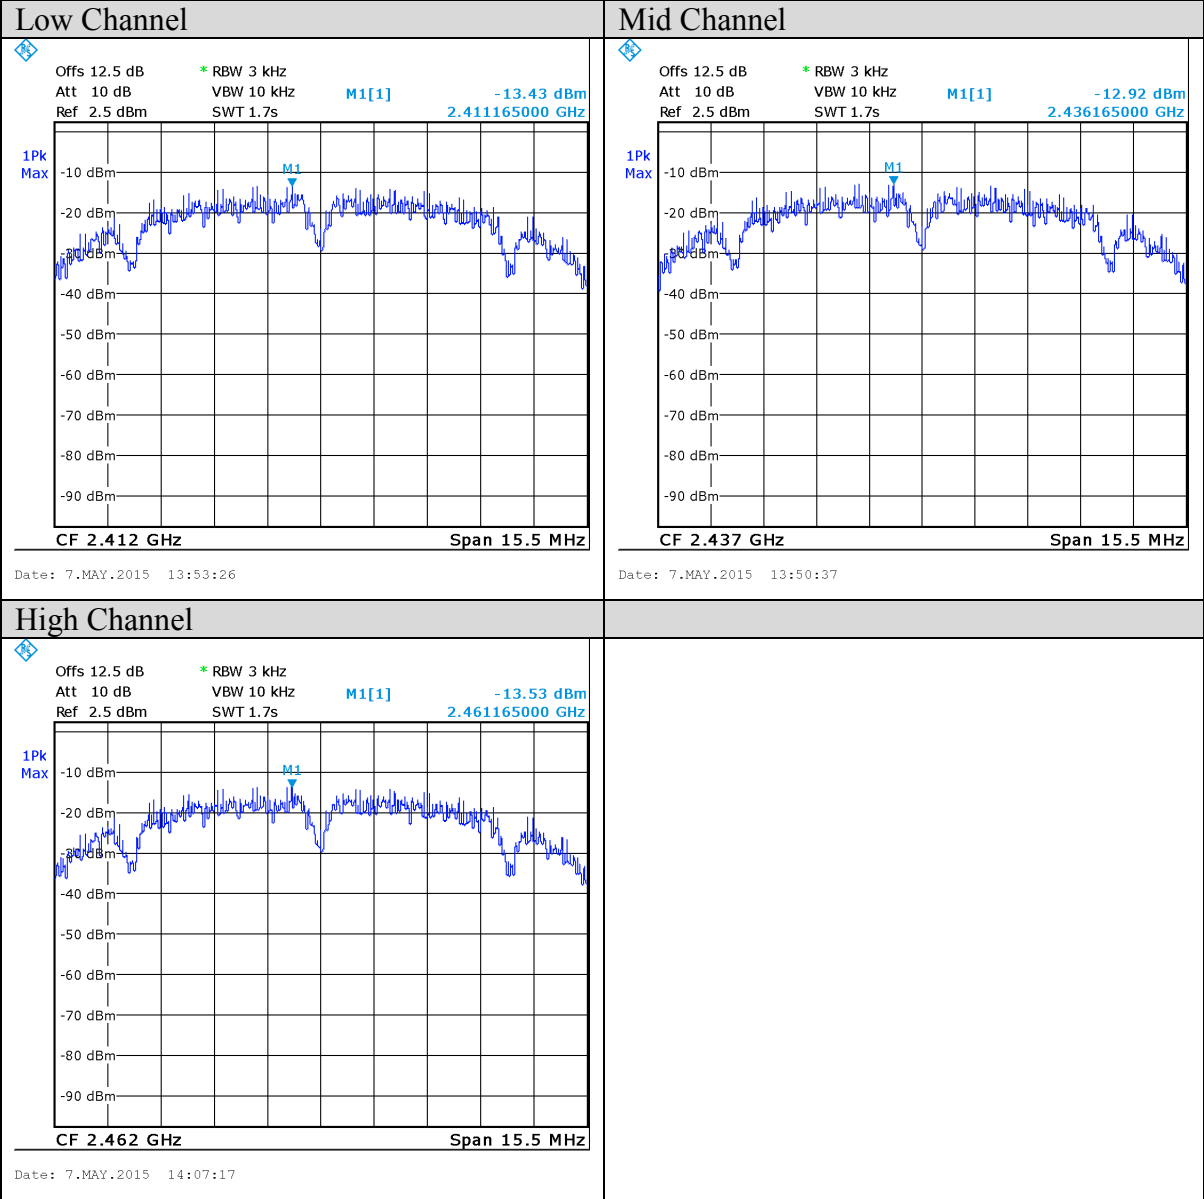 Low Channel
Offs 12.5 dB * RBW 3 kHz
Att 10 dB VBW 10 kHz M1[1] -13.43 dBm
Ref 2.5 dBm SWT 1.7s 2.411165000 GHz
1Pk
Max
M1
-10 dBm
-20 dBm
-30 dBm
-40 dBm
-50 dBm
-60 dBm
-70 dBm
-80 dBm
-90 dBm
CF 2.412 GHz Span 15.5 MHz
Date: 7.MAY.2015 13:53:26
Mid Channel
Offs 12.5 dB * RBW 3 kHz
Att 10 dB VBW 10 kHz M1[1] -12.92 dBm
Ref 2.5 dBm SWT 1.7s 2.436165000 GHz
1Pk
Max
M1
-10 dBm
-20 dBm
-30 dBm
-40 dBm
-50 dBm
-60 dBm
-70 dBm
-80 dBm
-90 dBm
CF 2.437 GHz Span 15.5 MHz
Date: 7.MAY.2015 13:50:37
High Channel
Offs 12.5 dB * RBW 3 kHz
Att 10 dB VBW 10 kHz M1[1] -13.53 dBm
Ref 2.5 dBm SWT 1.7s 2.461165000 GHz
1Pk
Max
M1
-10 dBm
-20 dBm
-30 dBm
-40 dBm
-50 dBm
-60 dBm
-70 dBm
-80 dBm
-90 dBm
CF 2.462 GHz Span 15.5 MHz
Date: 7.MAY.2015 14:07:17